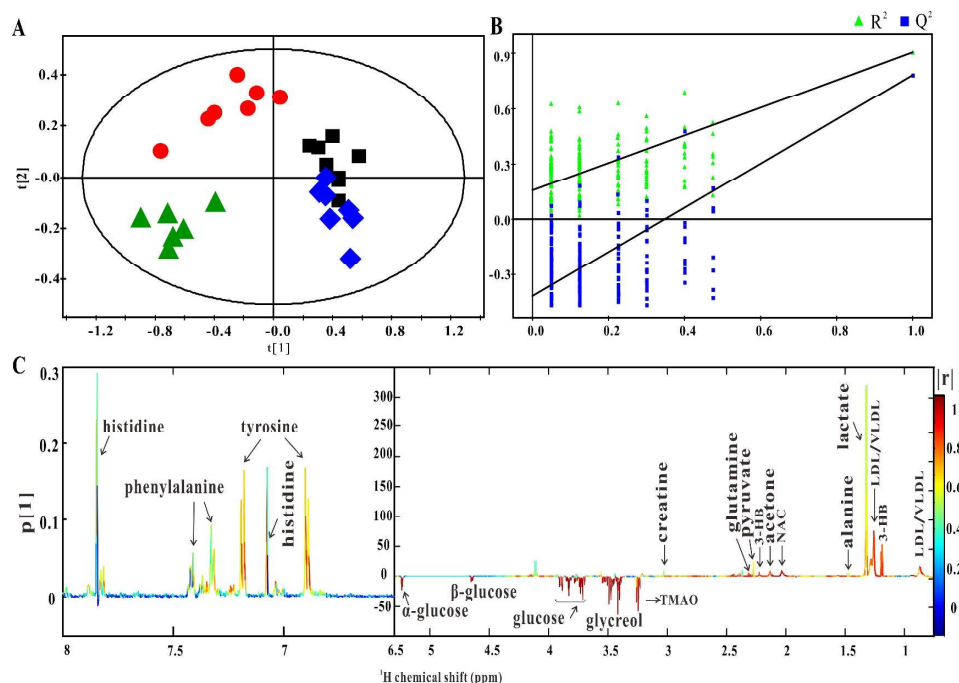 A
B
R² Q²
0.4
0.2
-0.0
-0.2
-0.4
t[2]
-1.2 -0.8 -0.4 -0.0 0.4 0.8 1.2
t[1]
0.9
0.6
0.3
0.0
-0.3
0.0 0.2 0.4 0.6 0.8 1.0
C
0.3
0.2
0.1
0
p[1]
histidine
phenylalanine
tyrosine
histidine
300
250
200
150
100
50
0
-50
α-glucose
β-glucose
glucose
glycreol
TMAO
creatine
glutamine
pyruvate
3-HB
acetone
NAC
alanine
lactate
LDL/VLDL
3-HB
LDL/VLDL
|r|
1
0.8
0.6
0.4
0.2
0
8 7.5 7 6.5 5 4.5 4 3.5 3 2.5 2 1.5 1
¹H chemical shift (ppm)